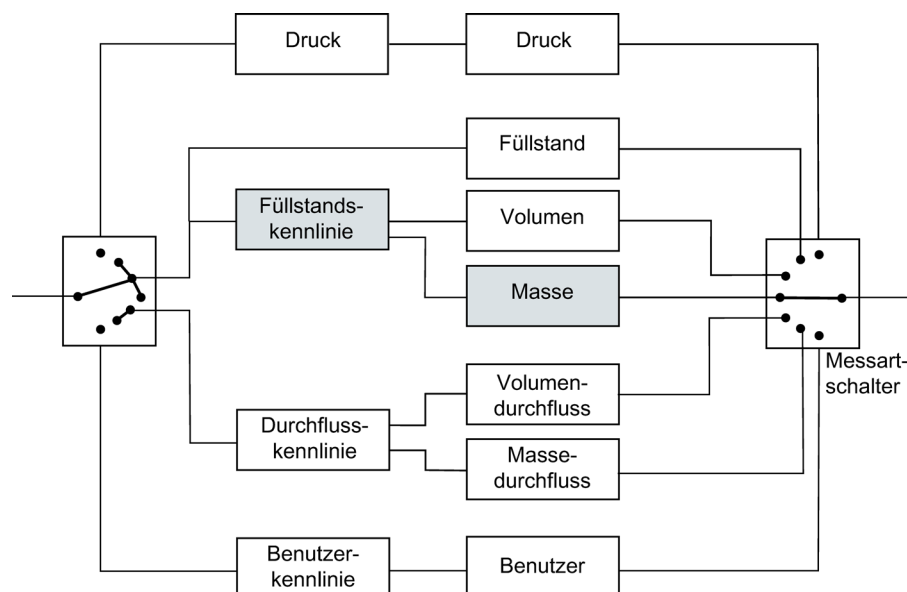 Druck
Druck
Füllstand
Füllstands-
kennlinie
Volumen
Masse
Messart-
schalter
Volumen-
durchfluss
Durchfluss-
kennlinie
Masse-
durchfluss
Benutzer-
kennlinie
Benutzer